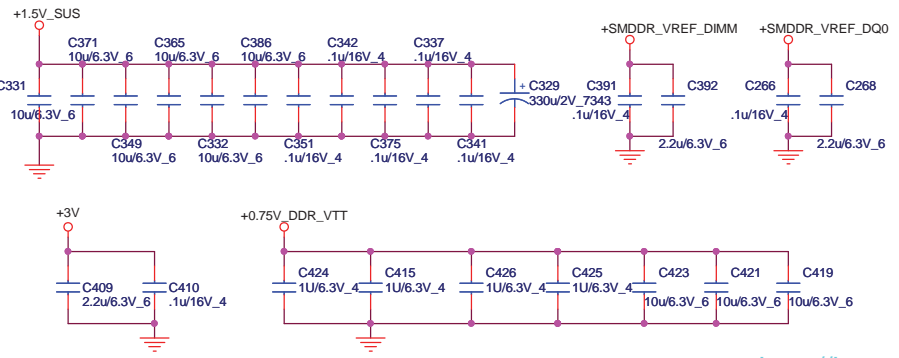 +1.5V_SUS
+SMDDR_VREF_DIMM
+SMDDR_VREF_DQ0
C371
10u/6.3V_6
C365
10u/6.3V_6
C386
10u/6.3V_6
C342
.1u/16V_4
C337
.1u/16V_4
C331
10u/6.3V_6
+ C329
330u/2V_7343
C391
.1u/16V_4
C392
2.2u/6.3V_6
C266
.1u/16V_4
C268
2.2u/6.3V_6
C349
10u/6.3V_6
C332
10u/6.3V_6
C351
.1u/16V_4
C375
.1u/16V_4
C341
.1u/16V_4
+3V
+0.75V_DDR_VTT
C409
2.2u/6.3V_6
C410
.1u/16V_4
C424
1U/6.3V_4
C415
1U/6.3V_4
C426
1U/6.3V_4
C425
1U/6.3V_4
C423
10u/6.3V_6
C421
10u/6.3V_6
C419
10u/6.3V_6